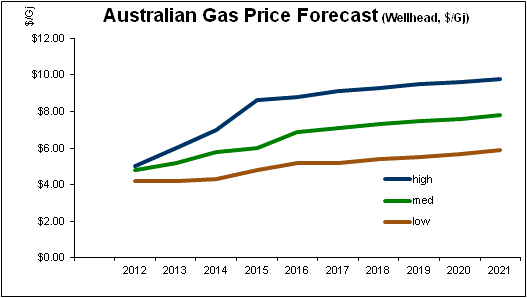 Australian Gas Price Forecast (Wellhead, $/Gj)
$/Gj
$12.00
$10.00
$8.00
$6.00
$4.00
$2.00
$0.00
high
med
low
2012 2013 2014 2015 2016 2017 2018 2019 2020 2021